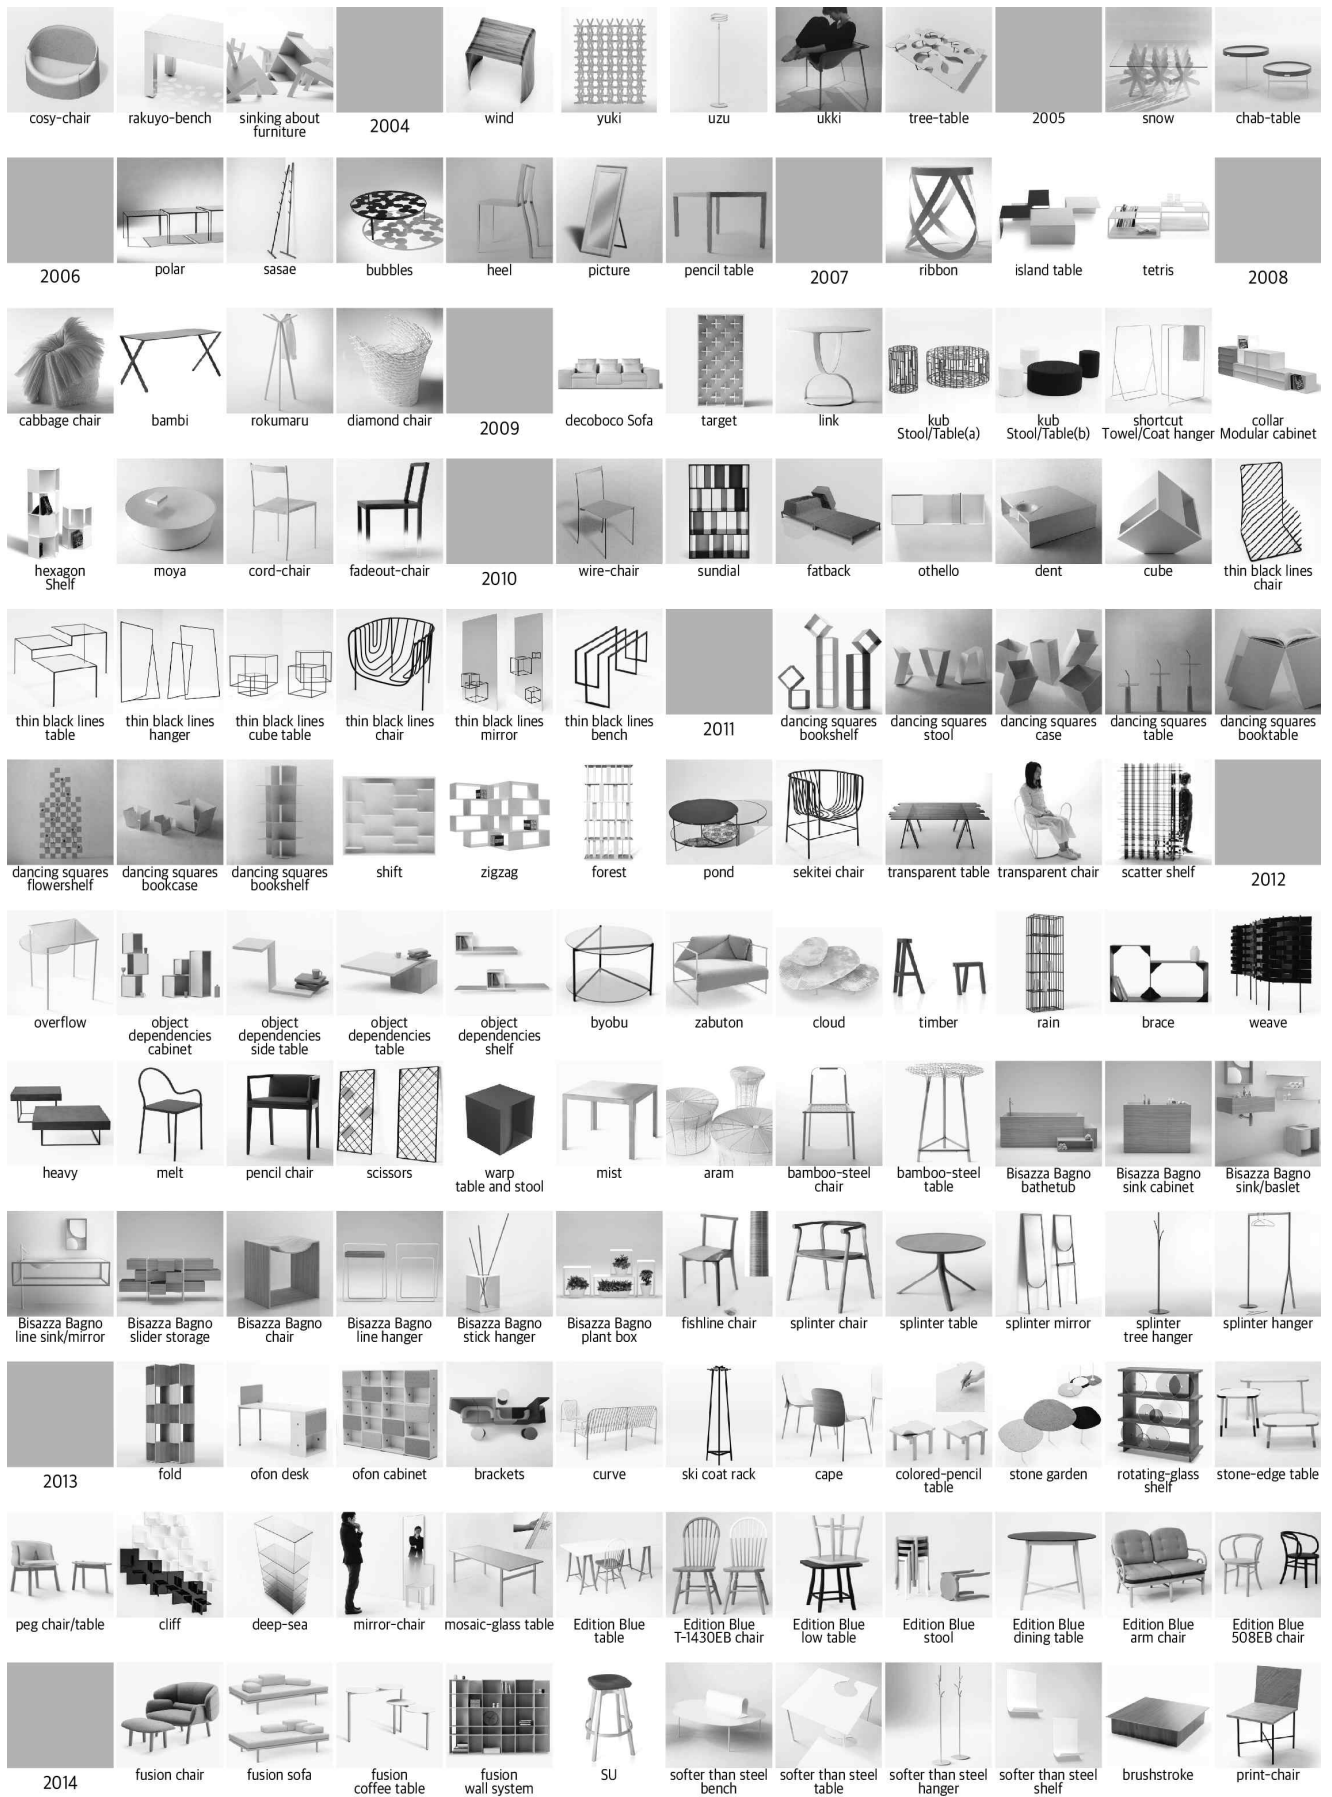 cosy-chair
rakuyo-bench
sinking about
furniture
2004
wind
yuki
uzu
ukki
tree-table
2005
snow
chab-table
2006
polar
sasae
bubbles
heel
picture
pencil table
2007
ribbon
island table
tetris
2008
cabbage chair
bambi
rokumaru
diamond chair
2009
decoboco Sofa
target
link
kub
Stool/Table(a)
kub
Stool/Table(b)
shortcut
Towel/Coat hanger
collar
Modular cabinet
hexagon
Shelf
moya
cord-chair
fadeout-chair
2010
wire-chair
sundial
fatback
othello
dent
cube
thin black lines
chair
thin black lines
table
thin black lines
hanger
thin black lines
cube table
thin black lines
chair
thin black lines
mirror
thin black lines
bench
2011
dancing squares
bookshelf
dancing squares
stool
dancing squares
case
dancing squares
table
dancing squares
booktable
dancing squares
flowershelf
dancing squares
bookcase
dancing squares
bookshelf
shift
zigzag
forest
pond
sekitei chair
transparent table
transparent chair
scatter shelf
2012
overflow
object
dependencies
cabinet
object
dependencies
side table
object
dependencies
table
object
dependencies
shelf
byobu
zabuton
cloud
timber
rain
brace
weave
heavy
melt
pencil chair
scissors
warp
table and stool
mist
aram
bamboo-steel
chair
bamboo-steel
table
Bisazza Bagno
bathetub
Bisazza Bagno
sink cabinet
Bisazza Bagno
sink/baslet
Bisazza Bagno
line sink/mirror
Bisazza Bagno
slider storage
Bisazza Bagno
chair
Bisazza Bagno
line hanger
Bisazza Bagno
stick hanger
Bisazza Bagno
plant box
fishline chair
splinter chair
splinter table
splinter mirror
splinter
tree hanger
splinter hanger
2013
fold
ofon desk
ofon cabinet
brackets
curve
ski coat rack
cape
colored-pencil
table
stone garden
rotating-glass
shelf
stone-edge table
peg chair/table
cliff
deep-sea
mirror-chair
mosaic-glass table
Edition Blue
table
Edition Blue
T-1430EB chair
Edition Blue
low table
Edition Blue
stool
Edition Blue
dining table
Edition Blue
arm chair
Edition Blue
508EB chair
2014
fusion chair
fusion sofa
fusion
coffee table
fusion
wall system
SU
softer than steel
bench
softer than steel
table
softer than steel
hanger
softer than steel
shelf
brushstroke
print-chair